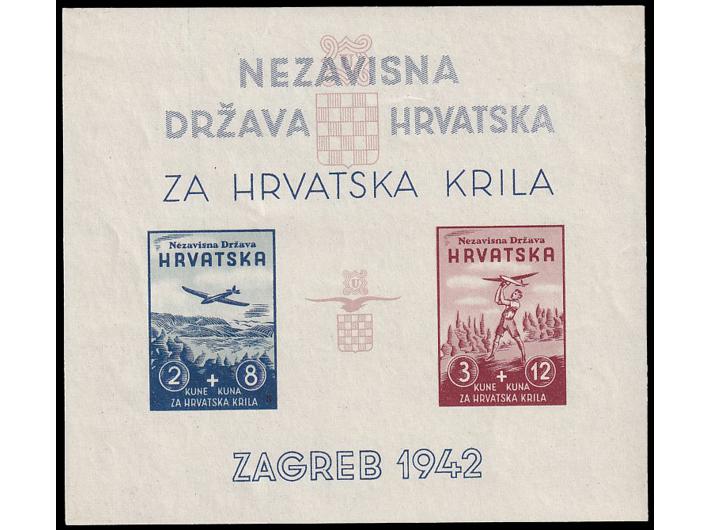 NEZAVISNA
DRŽAVA HRVATSKA
ZA HRVATSKA KRILA
Nezavisna Država
HRVATSKA
2 + 8
KUNE KUNA
ZA HRVATSKA KRILA
U
Nezavisna Država
HRVATSKA
3 + 12
KUNE KUNA
ZA HRVATSKA KRILA
ZAGREB 1942